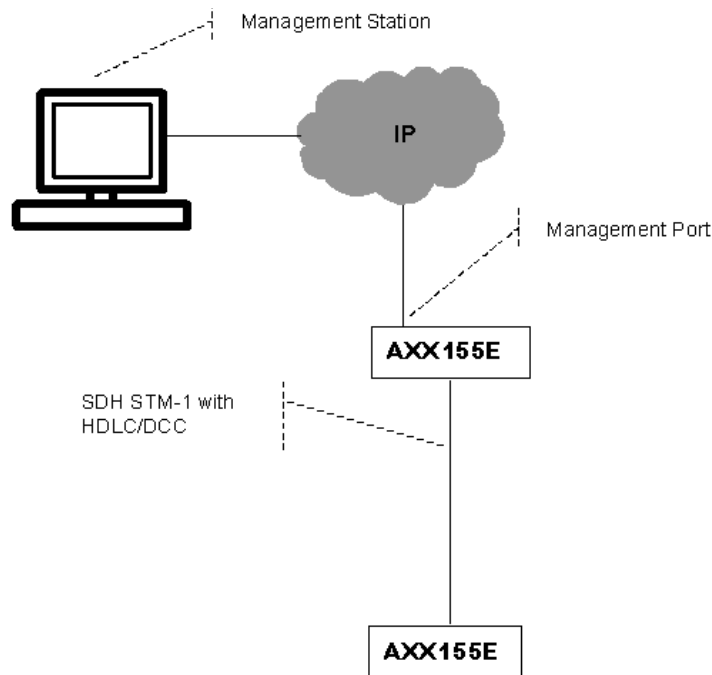 Management Station
IP
Management Port
AXX155E
SDH STM-1 with
HDLC/DCC
AXX155E